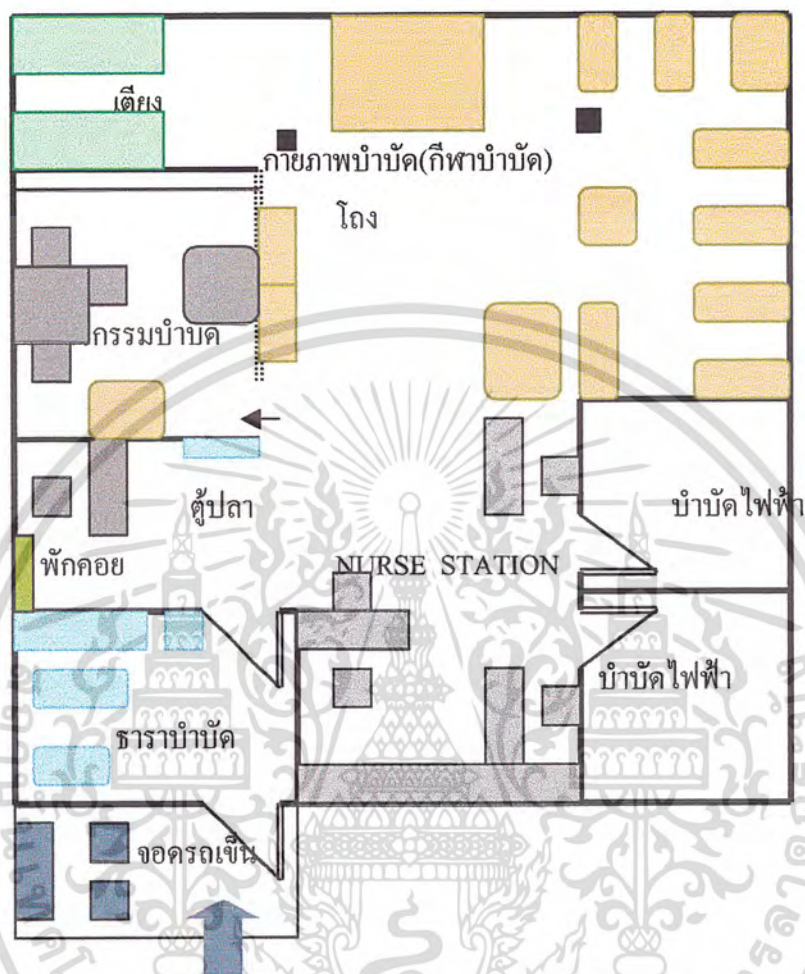 เตียง
กายภาพบำบัด(กีฬาบำบัด)
โถง
กรรมบำบัด
ตู้ปลา
บำบัดไฟฟ้า
พักคอย
NURSE STATION
บำบัดไฟฟ้า
ธาราบำบัด
จอดรถเข็น